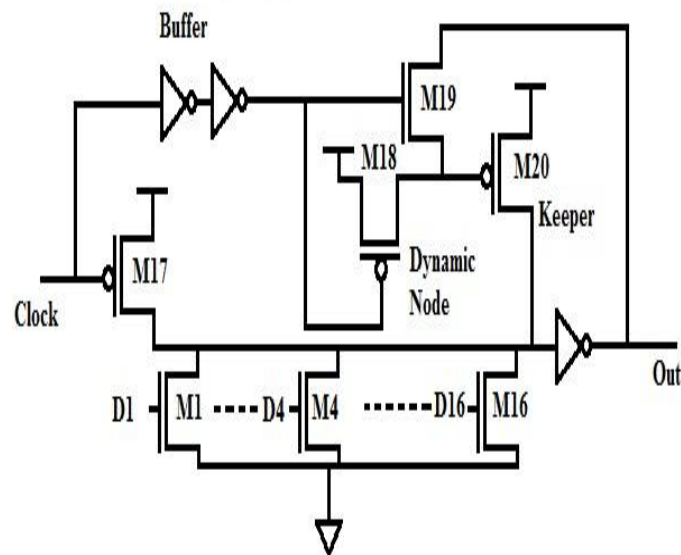 Buffer
M19
M18
M20
Keeper
M17
Dynamic
Node
Clock
Out
D1
M1
D4
M4
D16
M16